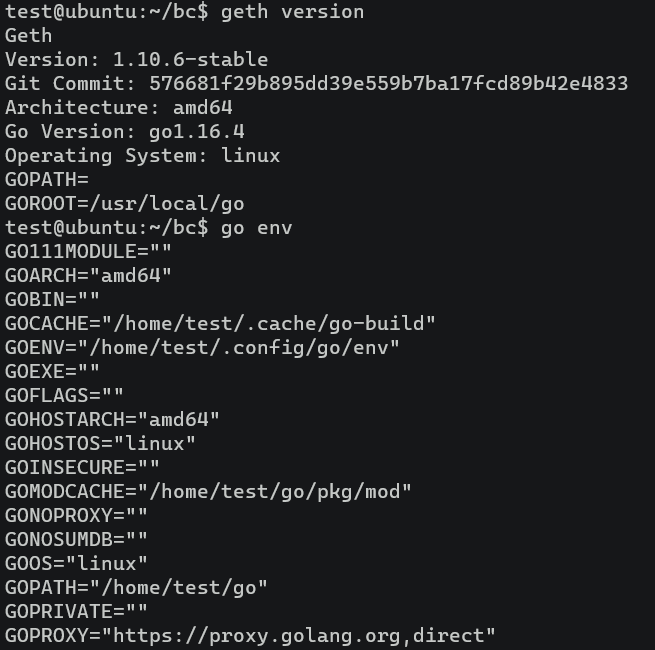 test@ubuntu:~/bc$ geth version
Geth
Version: 1.10.6-stable
Git Commit: 576681f29b895dd39e559b7ba17fcd89b42e4833
Architecture: amd64
Go Version: go1.16.4
Operating System: linux
GOPATH=
GOROOT=/usr/local/go
test@ubuntu:~/bc$ go env
GO111MODULE=""
GOARCH="amd64"
GOBIN=""
GOCACHE="/home/test/.cache/go-build"
GOENV="/home/test/.config/go/env"
GOEXE=""
GOFLAGS=""
GOHOSTARCH="amd64"
GOHOSTOS="linux"
GOINSECURE=""
GOMODCACHE="/home/test/go/pkg/mod"
GONOPROXY=""
GONOSUMDB=""
GOOS="linux"
GOPATH="/home/test/go"
GOPRIVATE=""
GOPROXY="https://proxy.golang.org,direct"